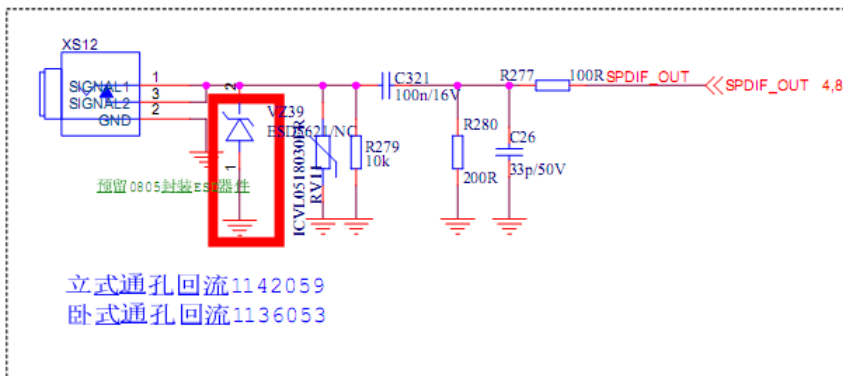 XS12
SIGNAL1
SIGNAL2
GND
1
3
2
2
1
VZ39
ESD5621/NC
预留0805封装ESD器件
ICVL0518030FR
RV11
R279
10k
C321
100n/16V
R280
200R
C26
33p/50V
R277
100R
SPDIF_OUT
SPDIF_OUT 4,8
立式通孔回流1142059
卧式通孔回流1136053